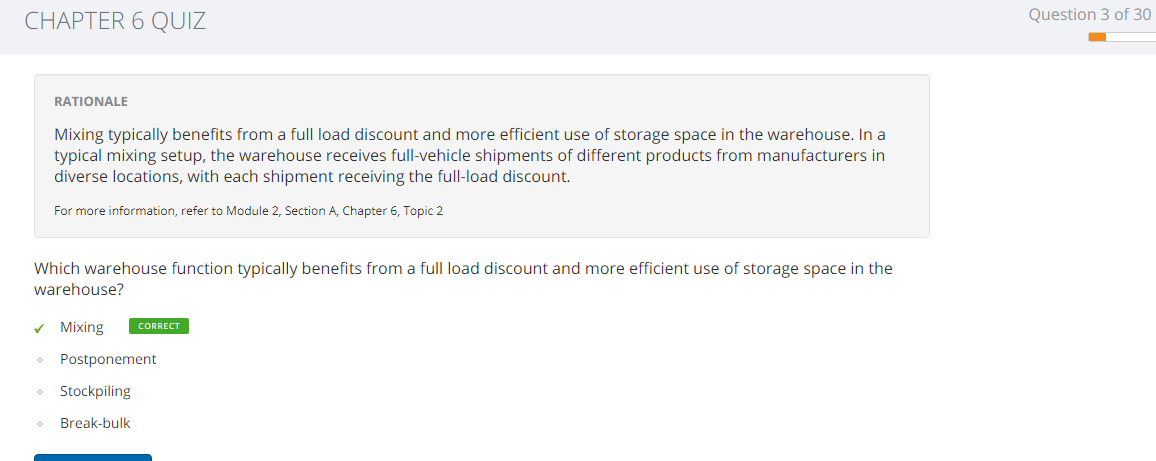 CHAPTER 6 QUIZ
Question 3 of 30
RATIONALE
Mixing typically benefits from a full load discount and more efficient use of storage space in the warehouse. In a
typical mixing setup, the warehouse receives full-vehicle shipments of different products from manufacturers in
diverse locations, with each shipment receiving the full-load discount.
For more information, refer to Module 2, Section A, Chapter 6, Topic 2
Which warehouse function typically benefits from a full load discount and more efficient use of storage space in the
warehouse?
Mixing CORRECT
Postponement
Stockpiling
Break-bulk